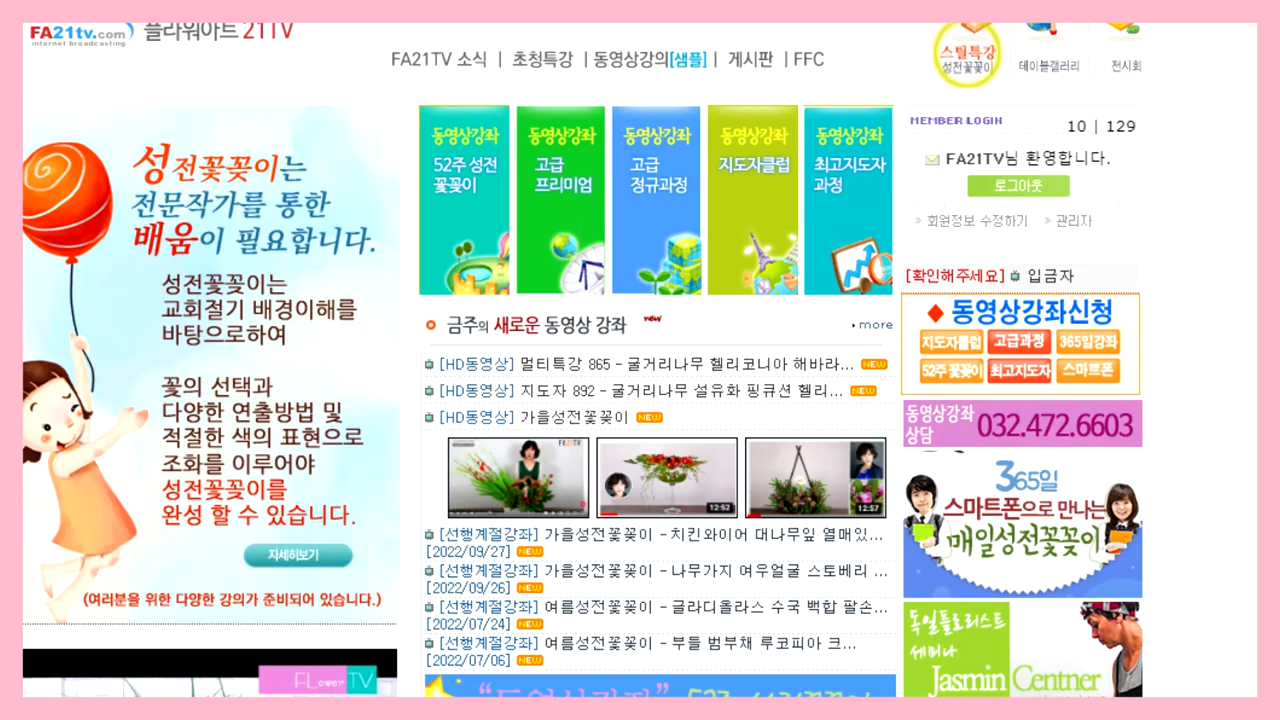 FA21tv.com
internet broadcasting
플라워아트 21TV
FA21TV 소식 | 초청특강 | 동영상강의[샘플] | 게시판 | FFC
스밀특강
성전꽃꽂이
테이블갤러리
전시회
성전꽃꽂이는
전문작가를 통한
배움이 필요합니다.
성전꽃꽂이는
교회절기 배경이해를
바탕으로하여
꽃의 선택과
다양한 연출방법 및
적절한 색의 표현으로
조화를 이루어야
성전꽃꽂이를
완성 할 수 있습니다.
자세히보기
(여러분을 위한 다양한 강의가 준비되어 있습니다.)
FLower TV
동영상강좌
52주 성전
꽃꽂이
동영상강좌
고급
프리미엄
동영상강좌
고급
정규과정
동영상강좌
지도자클럽
동영상강좌
최고지도자
과정
금주의 새로운 동영상 강좌 new
more
[HD동영상] 멀티특강 865 - 굴거리나무 헬리코니아 해바라... NEW
[HD동영상] 지도자 892 - 굴거리나무 설유화 핑큐션 헬리... NEW
[HD동영상] 가을성전꽃꽂이 NEW
FA21TV
12:52
12:57
[선행계절강좌] 가을성전꽃꽂이 - 치킨와이어 대나무잎 열매있...
[2022/09/27] NEW
[선행계절강좌] 가을성전꽃꽂이 - 나무가지 여우얼굴 스토베리 ...
[2022/09/26] NEW
[선행계절강좌] 여름성전꽃꽂이 - 글라디올라스 수국 백합 팔손...
[2022/07/24] NEW
[선행계절강좌] 여름성전꽃꽂이 - 부들 범부채 루코피아 크...
[2022/07/06] NEW
MEMBER LOGIN
10 | 129
FA21TV님 환영합니다.
로그아웃
» 회원정보 수정하기 » 관리자
[확인해주세요] 입금자
◆ 동영상강좌신청
지도자클럽 고급과정 365일강좌
52주 꽃꽂이 최고지도자 스마트폰
동영상강좌
상담
032.472.6603
365일
스마트폰으로 만나는
매일성전꽃꽂이
독일플로리스트
세미나
Jasmin Centner